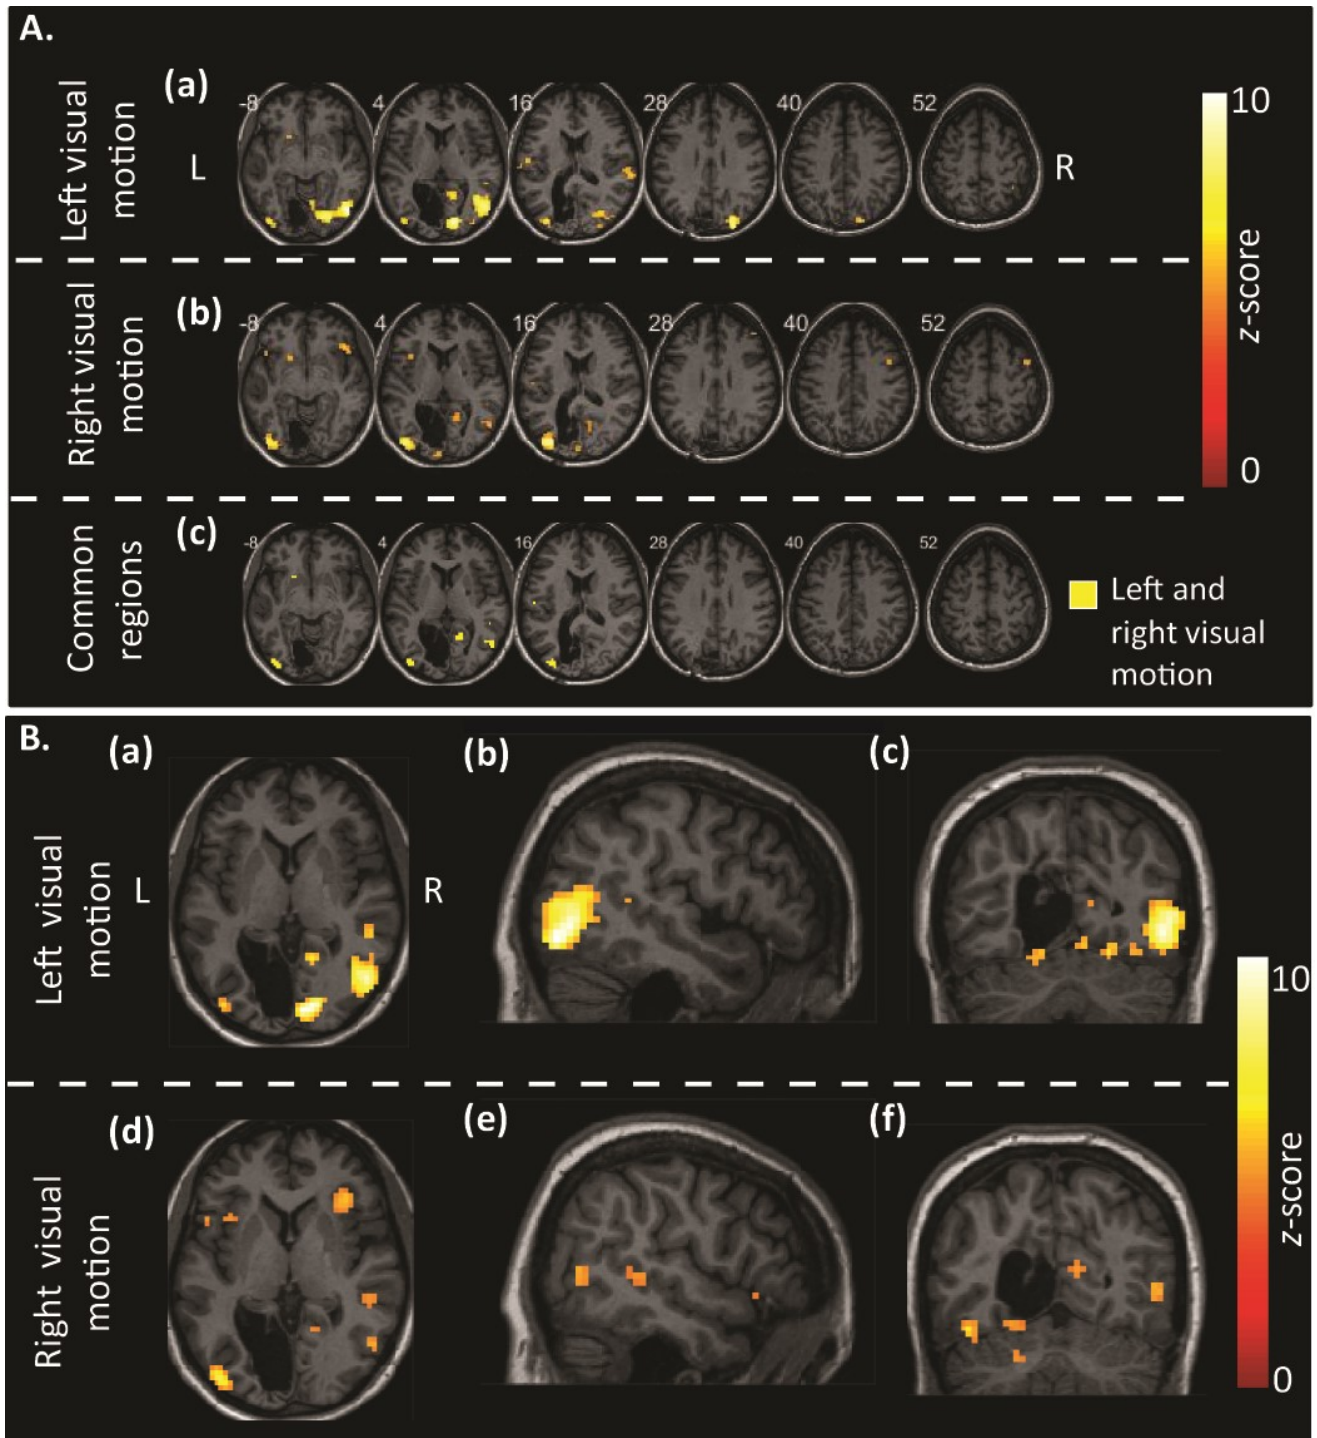 A.
Left visual
motion
(a)
-8 4 16 28 40 52
L R
10
z-score
0
Right visual
motion
(b)
-8 4 16 28 40 52
Common
regions
(c)
-8 4 16 28 40 52
Left and
right visual
motion
B.
Left visual
motion
(a) (b) (c)
L R
10
z-score
0
Right visual
motion
(d) (e) (f)